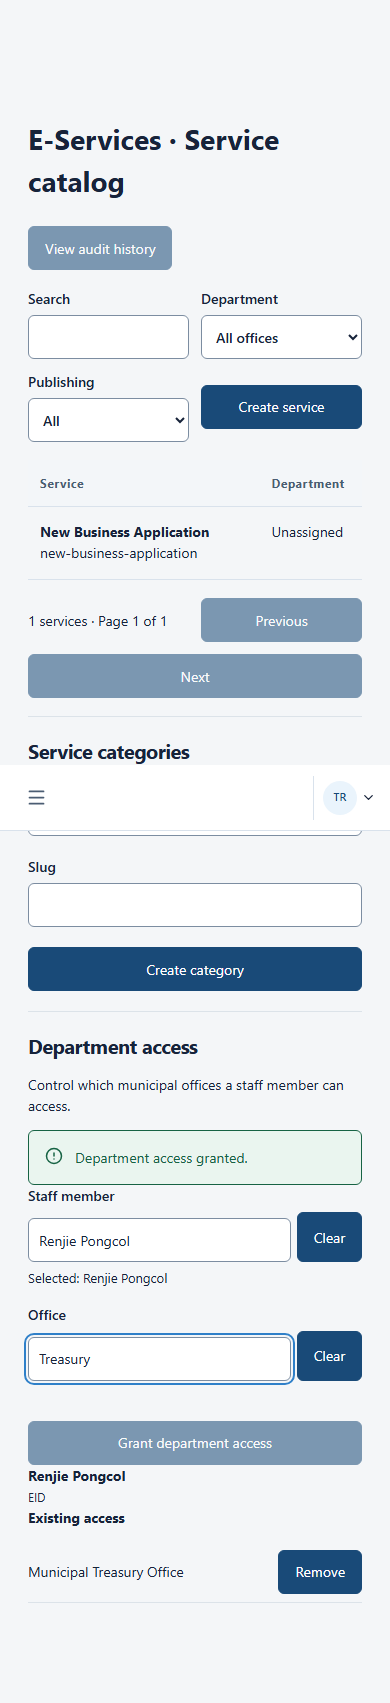 E-Services · Service
catalog
View audit history
Search
Department
All offices
Publishing
All
Create service
Service
Department
New Business Application
Unassigned
new-business-application
1 services · Page 1 of 1
Previous
Next
Service categories
TR
Slug
Create category
Department access
Control which municipal offices a staff member can
access.
Department access granted.
Staff member
Renjie Pongcol
Clear
Selected: Renjie Pongcol
Office
Treasury
Clear
Grant department access
Renjie Pongcol
EID
Existing access
Municipal Treasury Office
Remove